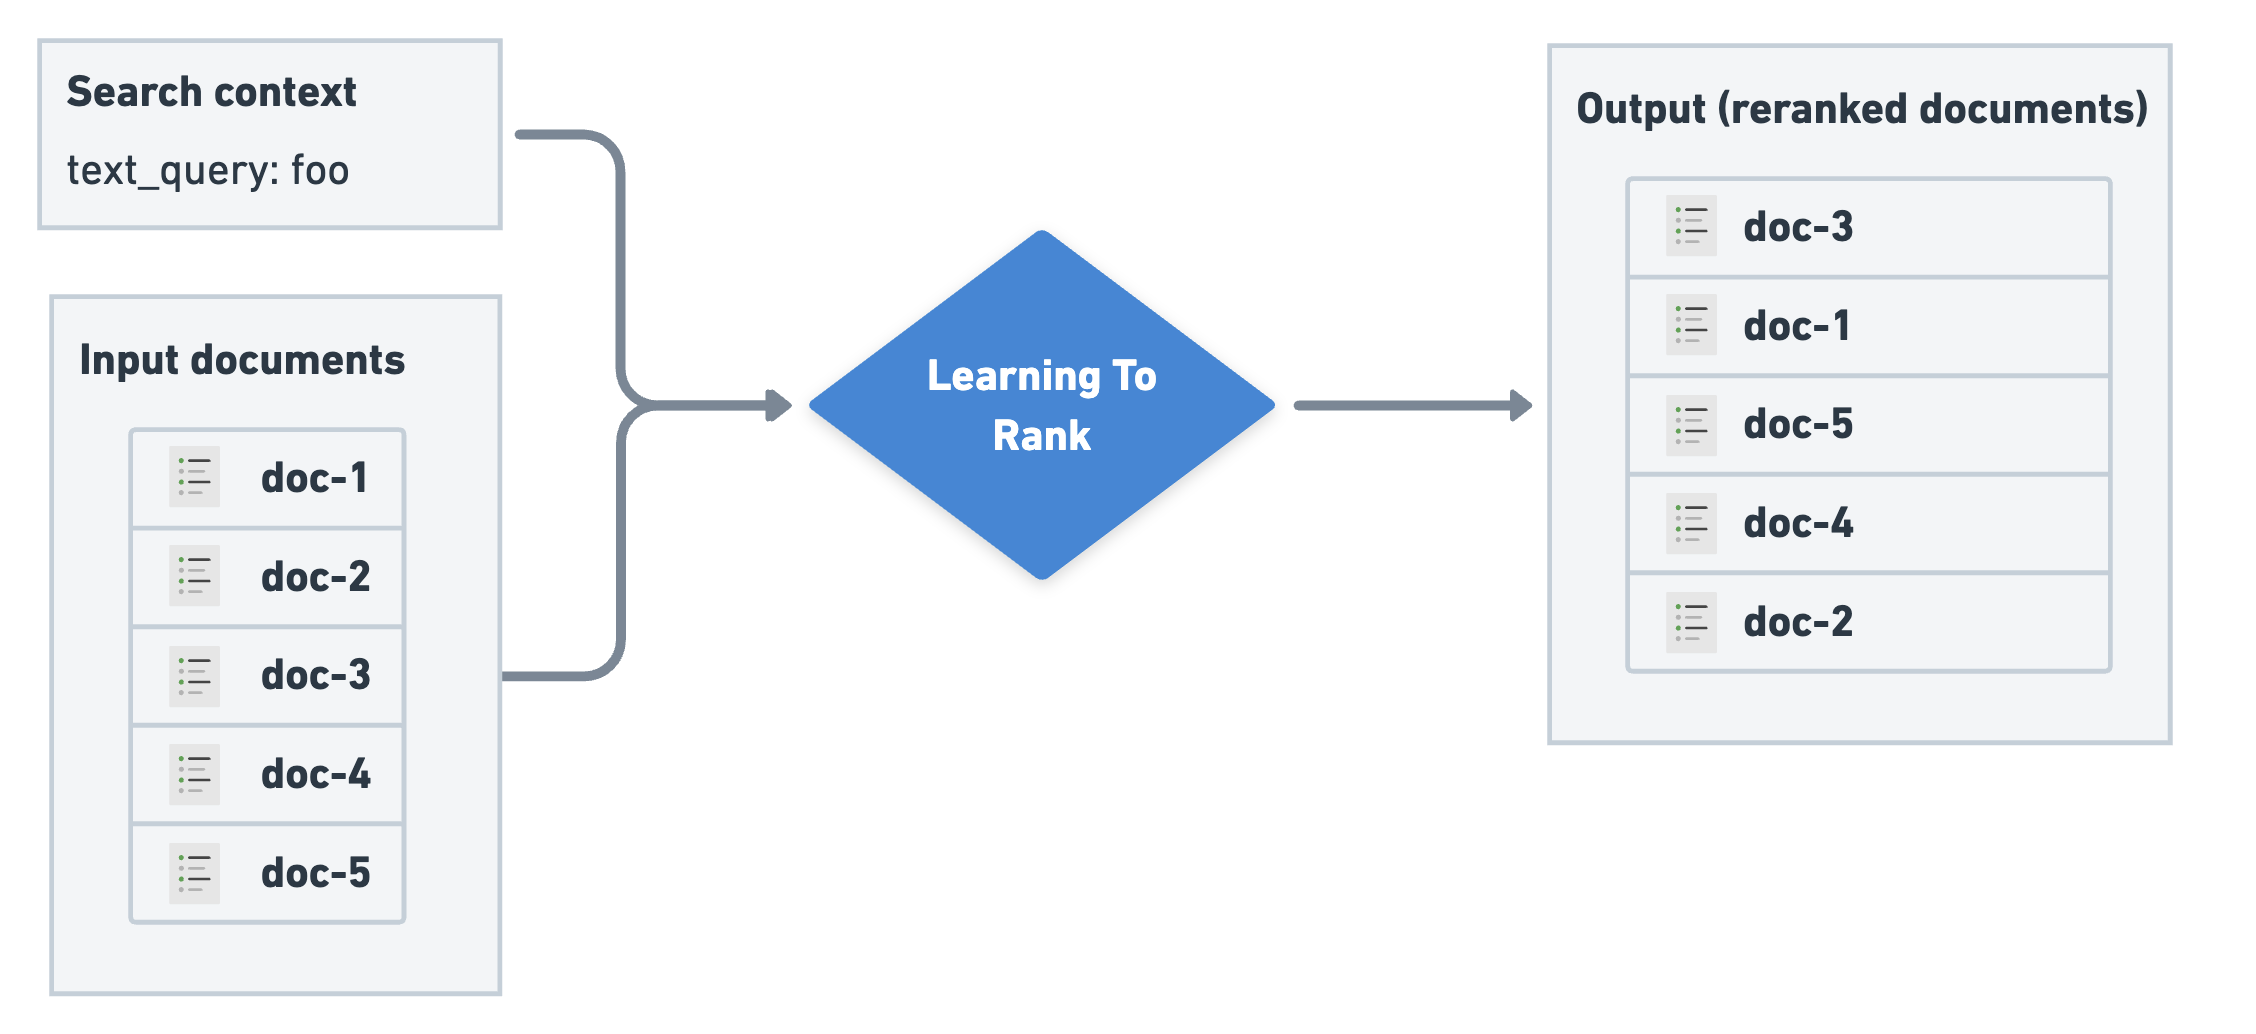 Search context
text_query: foo
Input documents
doc-1
doc-2
doc-3
doc-4
doc-5
Learning To
Rank
Output (reranked documents)
doc-3
doc-1
doc-5
doc-4
doc-2